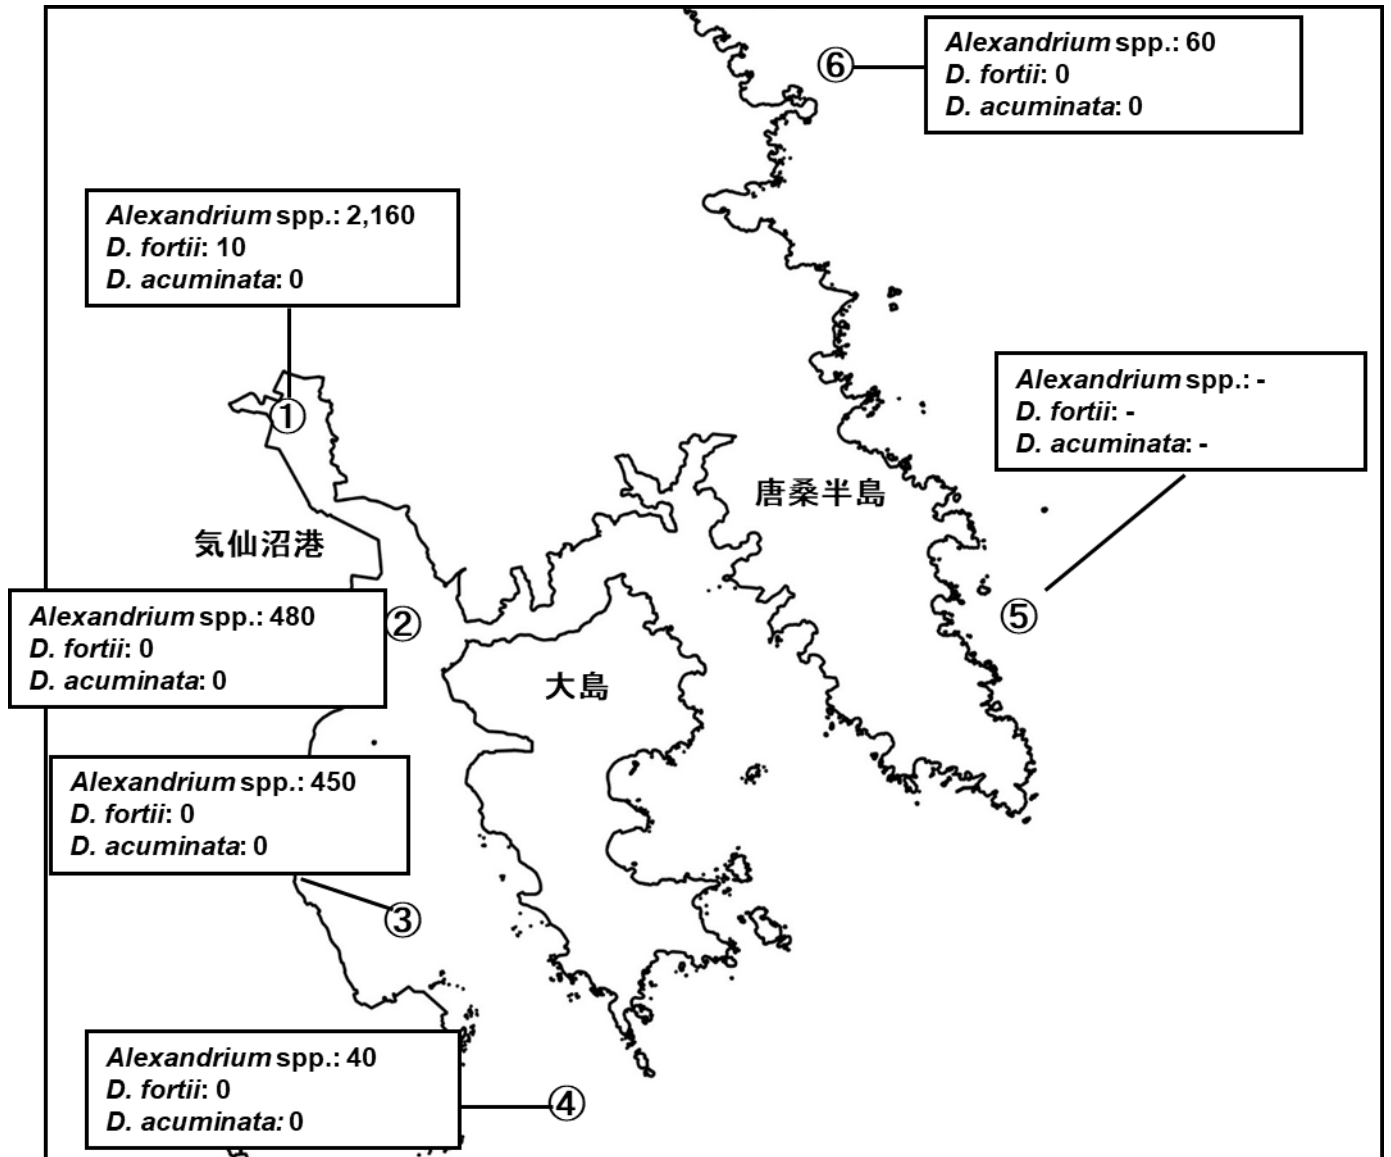 ⑥
Alexandrium spp.: 60
D. fortii: 0
D. acuminata: 0
Alexandrium spp.: 2,160
D. fortii: 10
D. acuminata: 0
①
Alexandrium spp.: -
D. fortii: -
D. acuminata: -
唐桑半島
気仙沼港
Alexandrium spp.: 480
D. fortii: 0
D. acuminata: 0
②
⑤
大島
Alexandrium spp.: 450
D. fortii: 0
D. acuminata: 0
③
Alexandrium spp.: 40
D. fortii: 0
D. acuminata: 0
④